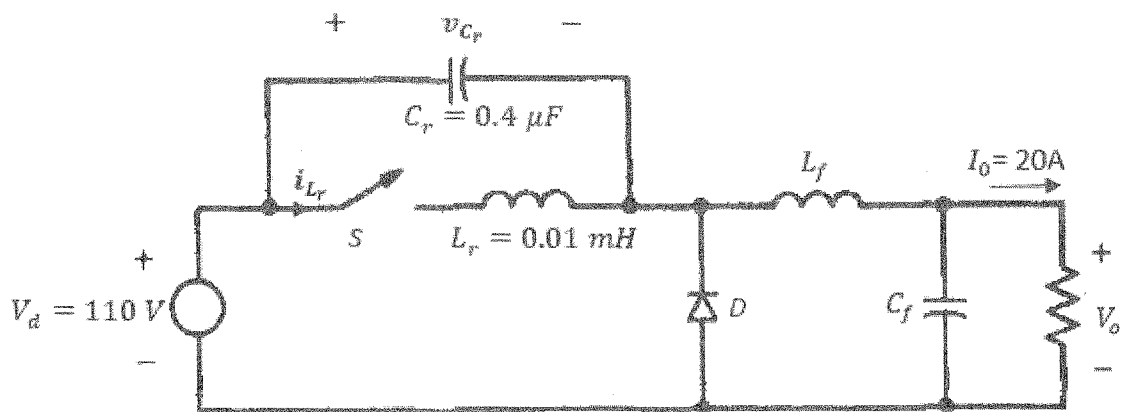 + v_{C_r} −
C_r = 0.4 μF
i_{L_r}
S
L_r = 0.01 mH
L_f
I_0= 20A
+
V_d = 110 V
−
D
C_f
+
V_o
−